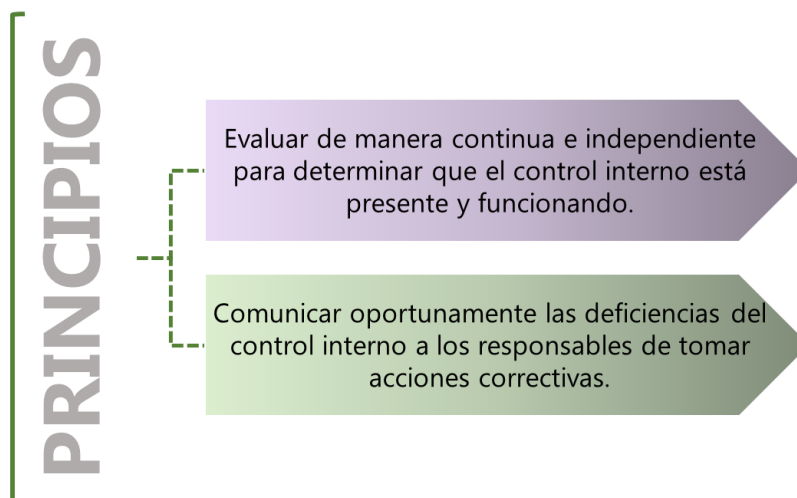 PRINCIPIOS
Evaluar de manera continua e independiente
para determinar que el control interno está
presente y funcionando.
Comunicar oportunamente las deficiencias del
control interno a los responsables de tomar
acciones correctivas.